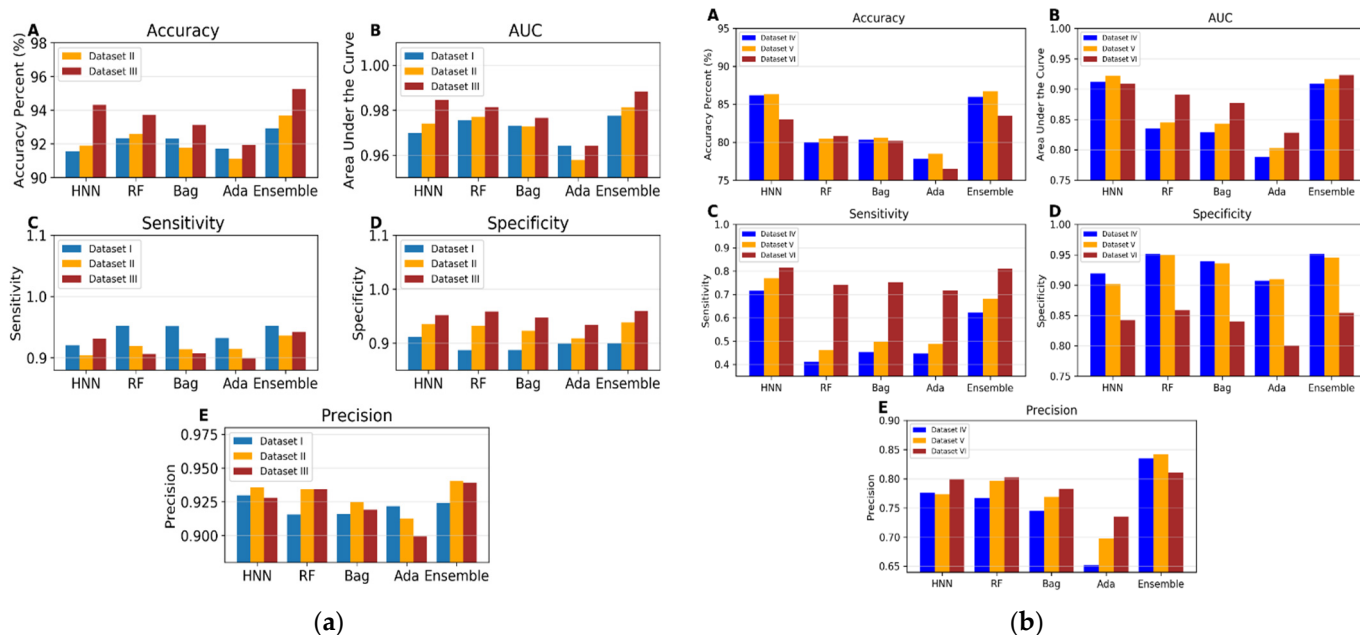 A
Accuracy
Accuracy Percent (%)
98
96
94
92
90
Dataset II
Dataset III
HNN RF Bag Ada Ensemble
B
AUC
Area Under the Curve
1.00
0.98
0.96
Dataset I
Dataset II
Dataset III
HNN RF Bag Ada Ensemble
C
Sensitivity
Sensitivity
1.1
1.0
0.9
Dataset I
Dataset II
Dataset III
HNN RF Bag Ada Ensemble
D
Specificity
Specificity
1.1
1.0
0.9
Dataset I
Dataset II
Dataset III
HNN RF Bag Ada Ensemble
E
Precision
Precision
0.975
0.950
0.925
0.900
Dataset I
Dataset II
Dataset III
HNN RF Bag Ada Ensemble
(a)
A
Accuracy
Accuracy Percent (%)
95
90
85
80
75
Dataset IV
Dataset V
Dataset VI
HNN RF Bag Ada Ensemble
B
AUC
Area Under the Curve
1.00
0.95
0.90
0.85
0.80
0.75
Dataset IV
Dataset V
Dataset VI
HNN RF Bag Ada Ensemble
C
Sensitivity
Sensitivity
1.0
0.9
0.8
0.7
0.6
0.5
0.4
Dataset IV
Dataset V
Dataset VI
HNN RF Bag Ada Ensemble
D
Specificity
Specificity
1.00
0.95
0.90
0.85
0.80
0.75
Dataset IV
Dataset V
Dataset VI
HNN RF Bag Ada Ensemble
E
Precision
Precision
0.90
0.85
0.80
0.75
0.70
0.65
Dataset IV
Dataset V
Dataset VI
HNN RF Bag Ada Ensemble
(b)